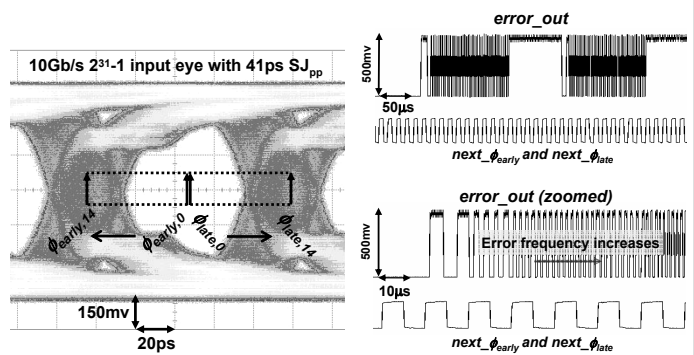 10Gb/s 2³¹-1 input eye with 41ps SJpp
ϕearly,14
ϕearly,0
ϕlate,0
ϕlate,14
150mv
20ps
error_out
500mv
50µs
next_ϕearly and next_ϕlate
error_out (zoomed)
500mv
Error frequency increases
10µs
next_ϕearly and next_ϕlate